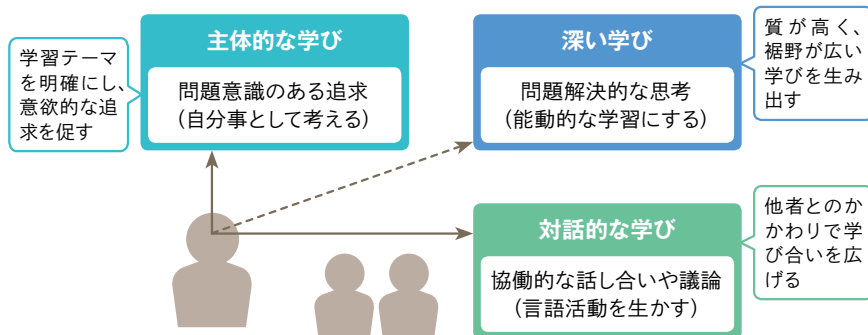 主体的な学び
問題意識のある追求
(自分事として考える)
学習テーマ
を明確にし、
意欲的な追
求を促す
深い学び
問題解決的な思考
(能動的な学習にする)
質が高く、
裾野が広い
学びを生み
出す
対話的な学び
協働的な話し合いや議論
(言語活動を生かす)
他者とのか
かわりで学
び合いを広
げる